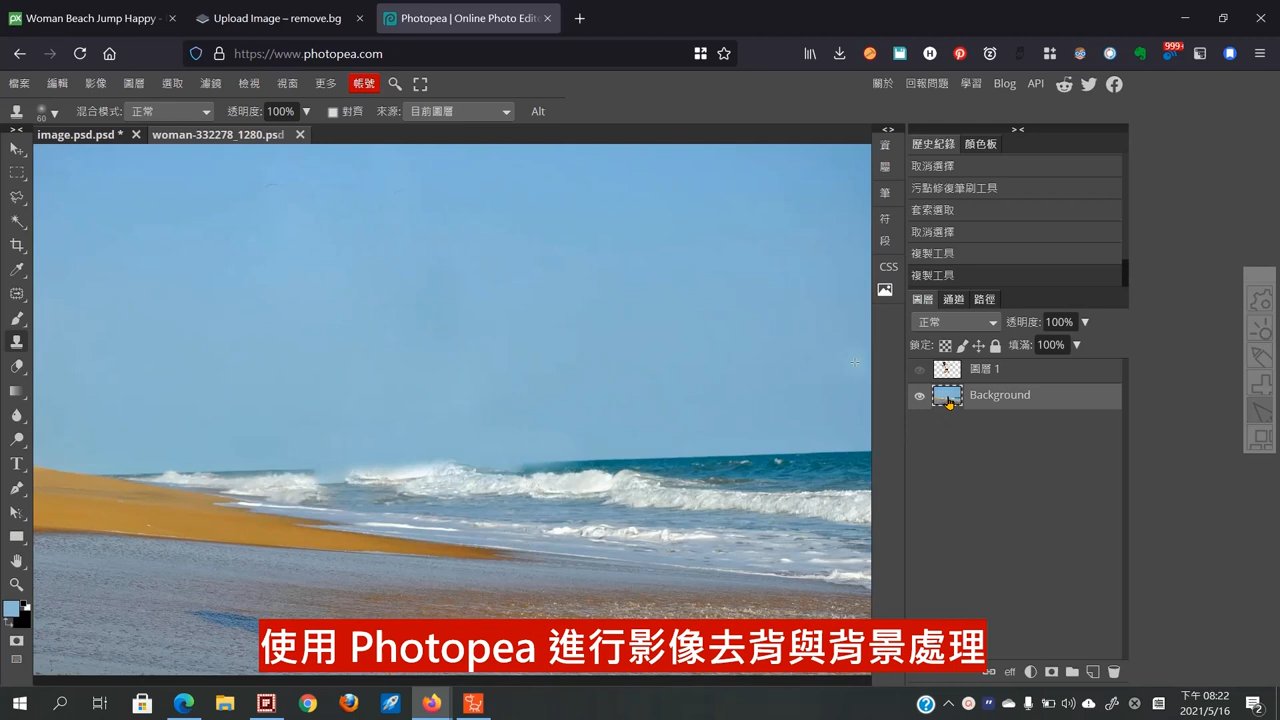 Woman Beach Jump Happy -
Upload Image – remove.bg
Photopea | Online Photo Edit
https://www.photopea.com
999+
檔案 編輯 影像 圖層 選取 濾鏡 檢視 視窗 更多 帳號
關於 回報問題 學習 Blog API
60 混合模式: 正常 透明度: 100% 對齊 來源: 目前圖層 Alt
image.psd.psd * woman-332278_1280.psd
資
屬
筆
符
段
CSS
歷史紀錄 顏色板
取消選擇
污點修復筆刷工具
套索選取
取消選擇
複製工具
複製工具
圖層 通道 路徑
正常 透明度: 100%
鎖定: 填滿: 100%
圖層 1
Background
eff
使用 Photopea 進行影像去背與背景處理
下午 08:22
2021/5/16
2